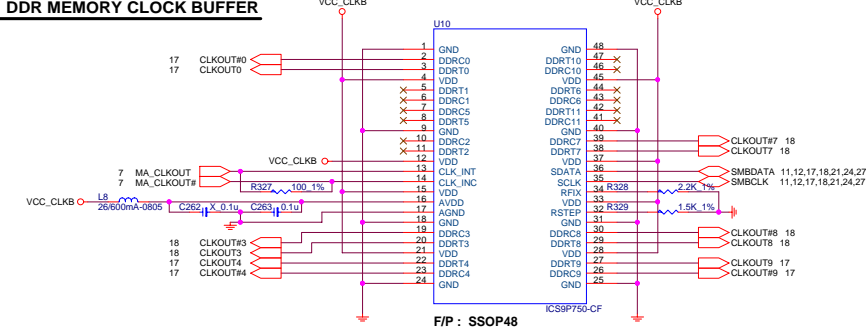 DDR MEMORY CLOCK BUFFER
VCC_CLKB
VCC_CLKB
U10
1 GND GND 48
17 CLKOUT#0 2 DDRC0 DDRT10 47
17 CLKOUT0 3 DDRT0 DDRC10 46
4 VDD VDD 45
5 DDRT1 DDRT6 44
6 DDRC1 DDRC6 43
7 DDRC5 DDRT11 42
8 DDRT5 DDRC11 41
9 GND GND 40
10 DDRC2 DDRC7 39 CLKOUT#7 18
11 DDRT2 DDRT7 38 CLKOUT7 18
VCC_CLKB 12 VDD VDD 37
7 MA_CLKOUT 13 CLK_INT SDATA 36 SMBDATA 11,12,17,18,21,24,27
7 MA_CLKOUT# 14 CLK_INC SCLK 35 SMBCLK 11,12,17,18,21,24,27
R327 100_1% 15 VDD RFIX 34 R328 2.2K_1%
VCC_CLKB L8 16 AVDD VDD 33
26/600mA-0805 C262 X_0.1u C263 0.1u 17 AGND RSTEP 32 R329 1.5K_1%
18 GND GND 31
18 CLKOUT#3 19 DDRC3 DDRC8 30 CLKOUT#8 18
18 CLKOUT3 20 DDRT3 DDRT8 29 CLKOUT8 18
21 VDD VDD 28
17 CLKOUT4 22 DDRT4 DDRT9 27 CLKOUT9 17
17 CLKOUT#4 23 DDRC4 DDRC9 26 CLKOUT#9 17
24 GND GND 25
ICS9P750-CF
F/P : SSOP48